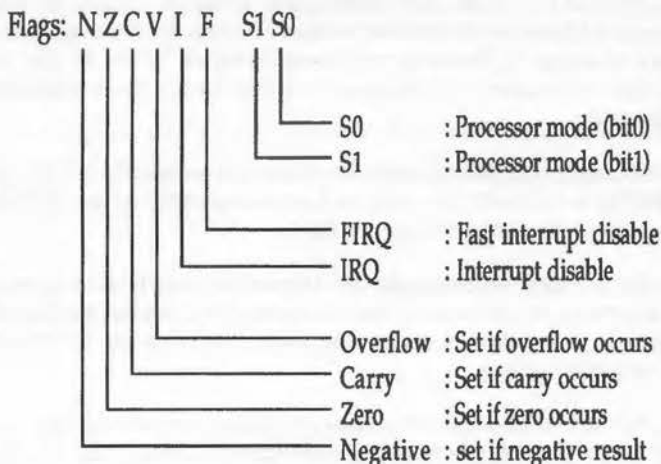 Flags: N Z C V I F S1 S0
S0 : Processor mode (bit0)
S1 : Processor mode (bit1)
FIRQ : Fast interrupt disable
IRQ : Interrupt disable
Overflow : Set if overflow occurs
Carry : Set if carry occurs
Zero : Set if zero occurs
Negative : set if negative result